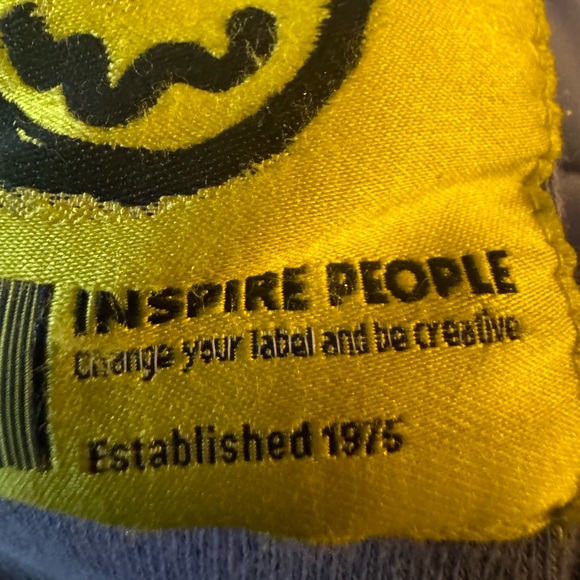 INSPIRE PEOPLE
Change your label and be creative
Established 1975